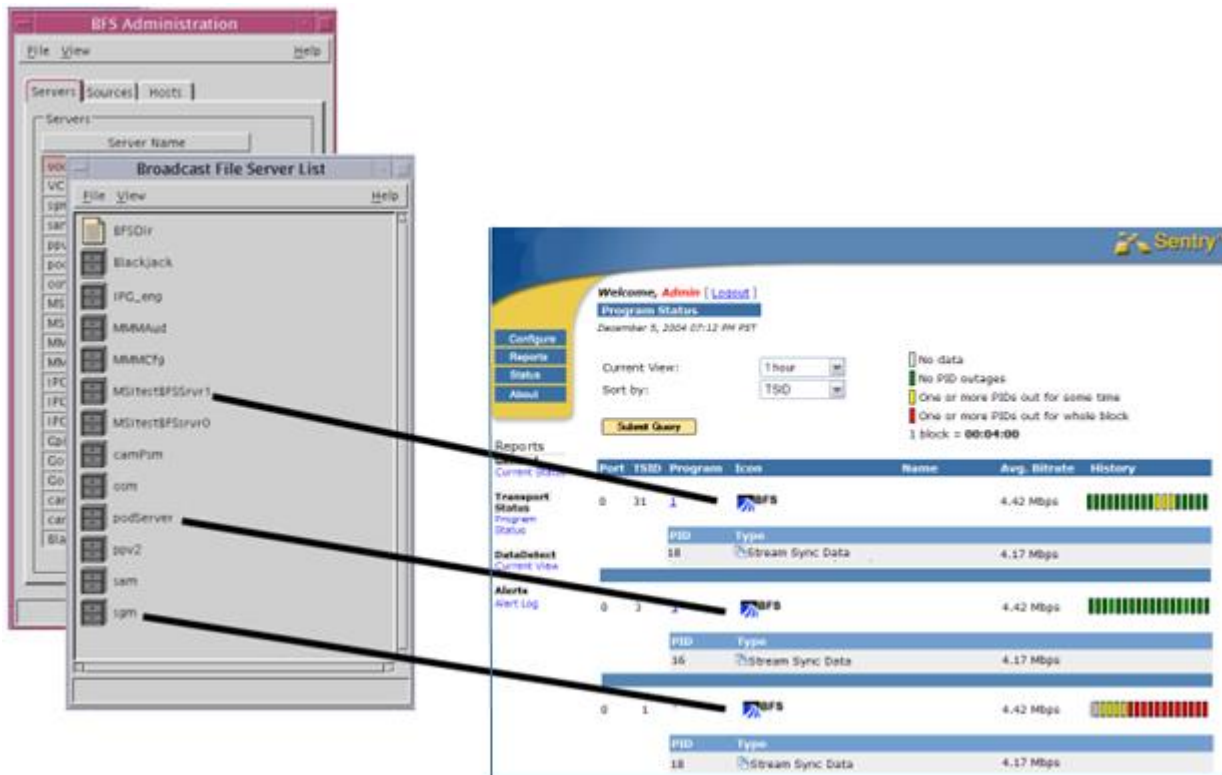 BFS Administration
File View Help
Servers Sources Hosts
Servers
Server Name
VC
Broadcast File Server List
File View Help
BFSDir
Blackjack
IPG_eng
MMMAud
MMMCfg
MSItestBFSSrvr1
MSItestBFSSrvr0
camPsm
osm
podServer
ppv2
sam
sgm
Sentry
Welcome, Admin [ Logout ]
Program Status
December 5, 2004 07:12 PM PST
Configure
Reports
Status
About
Current View: 1 hour
Sort by: TSID
Submit Query
No data
No PID outages
One or more PIDs out for some time
One or more PIDs out for whole block
1 block = 00:04:00
Reports
Current Status
Transport Status
Program Status
DataDetect
Current View
Alerts
Alert Log
Port TSID Program Icon Name Avg. Bitrate History
0 31 1 BFS 4.42 Mbps
PID Type
18 Stream Sync Data 4.17 Mbps
0 3 BFS 4.42 Mbps
PID Type
16 Stream Sync Data 4.17 Mbps
0 1 BFS 4.42 Mbps
PID Type
18 Stream Sync Data 4.17 Mbps